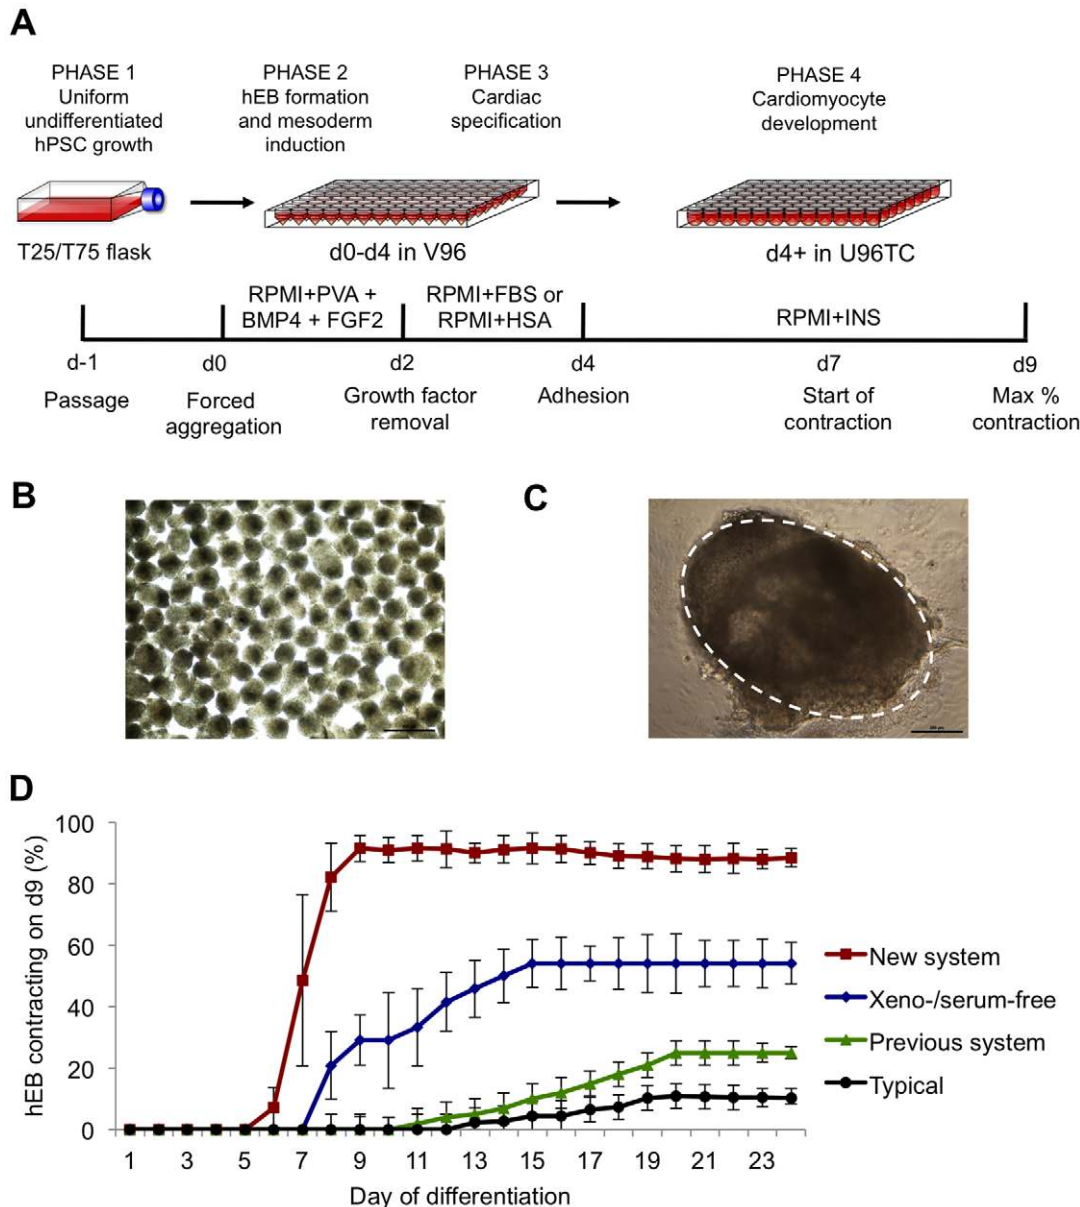 A
PHASE 1
Uniform
undifferentiated
hPSC growth
PHASE 2
hEB formation
and mesoderm
induction
PHASE 3
Cardiac
specification
PHASE 4
Cardiomyocyte
development
T25/T75 flask
d0-d4 in V96
d4+ in U96TC
RPMI+PVA +
BMP4 + FGF2
RPMI+FBS or
RPMI+HSA
RPMI+INS
d-1
d0
d2
d4
d7
d9
Passage
Forced
aggregation
Growth factor
removal
Adhesion
Start of
contraction
Max %
contraction
B
C
D
hEB contracting on d9 (%)
100
80
60
40
20
0
1
3
5
7
9
11
13
15
17
19
21
23
Day of differentiation
New system
Xeno-/serum-free
Previous system
Typical